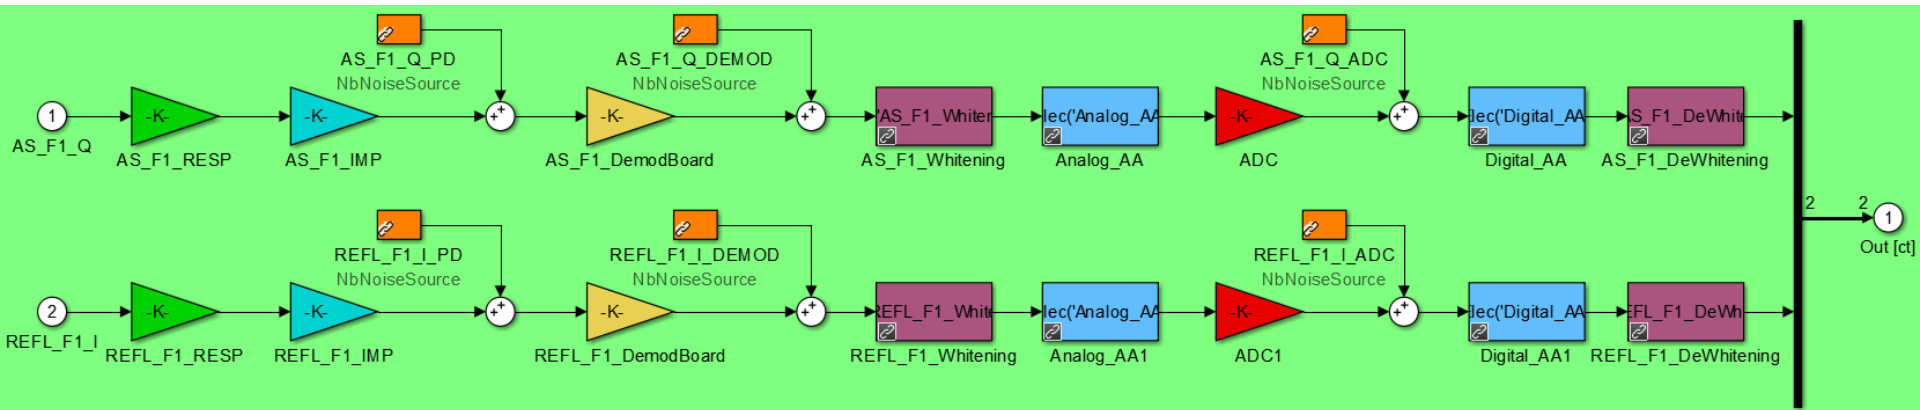 AS_F1_Q_PD
NbNoiseSource
AS_F1_Q_DEMOD
NbNoiseSource
AS_F1_Q_ADC
NbNoiseSource
1
AS_F1_Q
-K-
AS_F1_RESP
-K-
AS_F1_IMP
-K-
AS_F1_DemodBoard
'AS_F1_Whiten
AS_F1_Whitening
lec('Analog_AA
Analog_AA
-K-
ADC
lec('Digital_AA
Digital_AA
S_F1_DeWhite
AS_F1_DeWhitening
REFL_F1_I_PD
NbNoiseSource
REFL_F1_I_DEMOD
NbNoiseSource
REFL_F1_I_ADC
NbNoiseSource
2
REFL_F1_I
-K-
REFL_F1_RESP
-K-
REFL_F1_IMP
-K-
REFL_F1_DemodBoard
REFL_F1_White
REFL_F1_Whitening
lec('Analog_AA
Analog_AA1
-K-
ADC1
lec('Digital_AA
Digital_AA1
EFL_F1_DeWh
REFL_F1_DeWhitening
2
2
1
Out [ct]